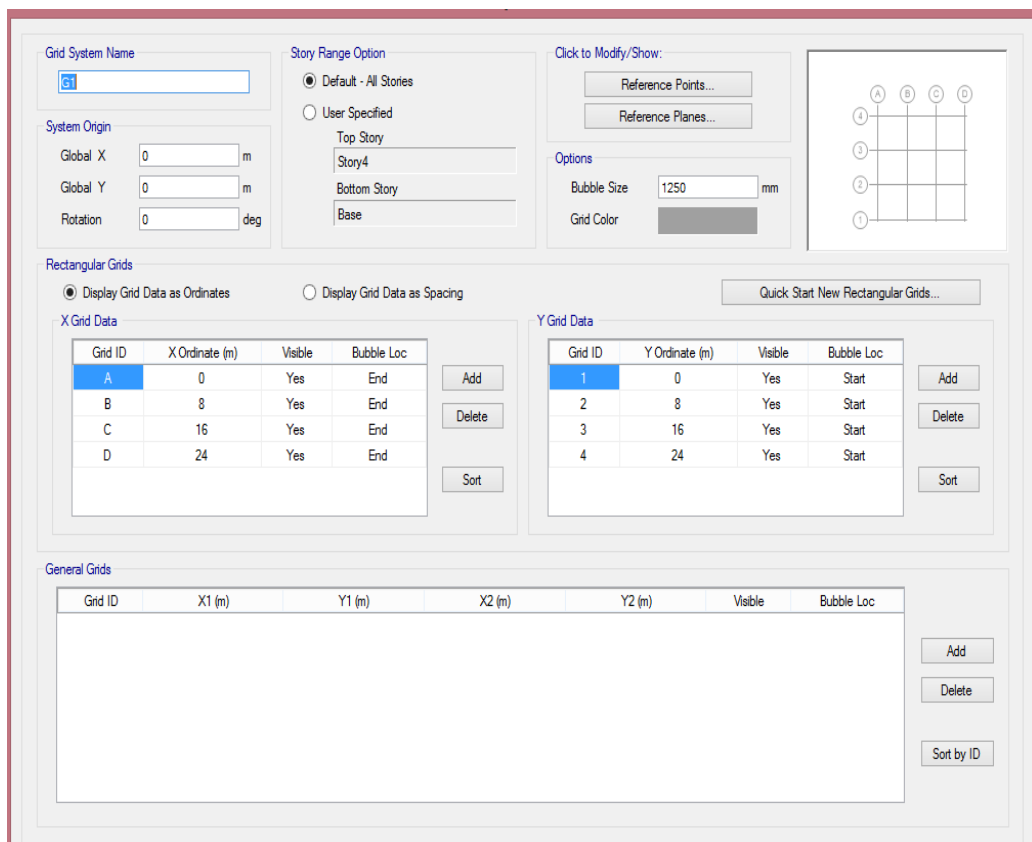 Grid System Name
G1
System Origin
Global X 0 m
Global Y 0 m
Rotation 0 deg
Story Range Option
Default - All Stories
User Specified
Top Story
Story4
Bottom Story
Base
Click to Modify/Show:
Reference Points...
Reference Planes...
Options
Bubble Size 1250 mm
Grid Color
A B C D
4
3
2
1
Rectangular Grids
Display Grid Data as Ordinates Display Grid Data as Spacing Quick Start New Rectangular Grids...
X Grid Data
Grid ID X Ordinate (m) Visible Bubble Loc
A 0 Yes End
B 8 Yes End
C 16 Yes End
D 24 Yes End
Add
Delete
Sort
Y Grid Data
Grid ID Y Ordinate (m) Visible Bubble Loc
1 0 Yes Start
2 8 Yes Start
3 16 Yes Start
4 24 Yes Start
Add
Delete
Sort
General Grids
Grid ID X1 (m) Y1 (m) X2 (m) Y2 (m) Visible Bubble Loc
Add
Delete
Sort by ID